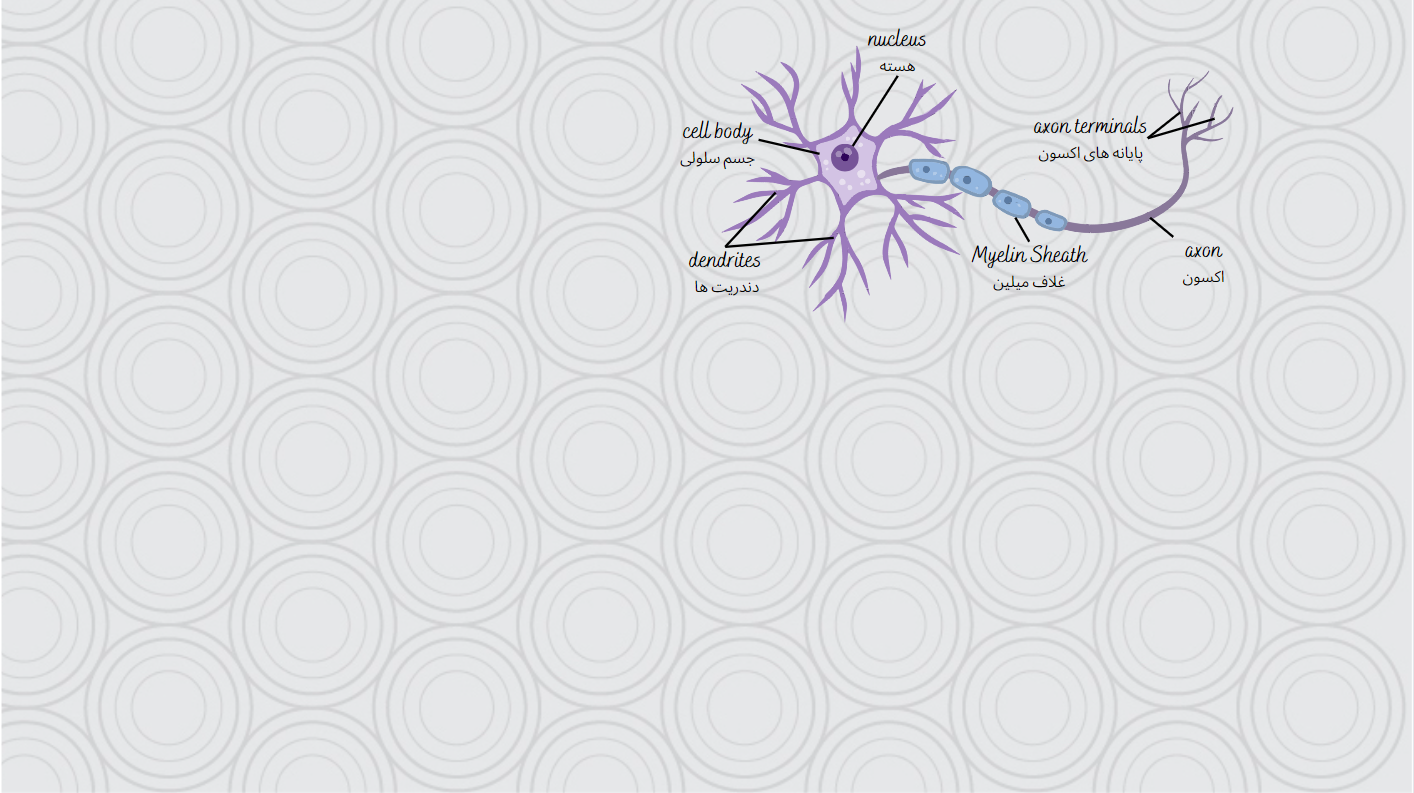 nucleus
هسته
cell body
جسم سلولی
axon terminals
پایانه های اکسون
dendrites
دندریت ها
Myelin Sheath
غلاف میلین
axon
اکسون